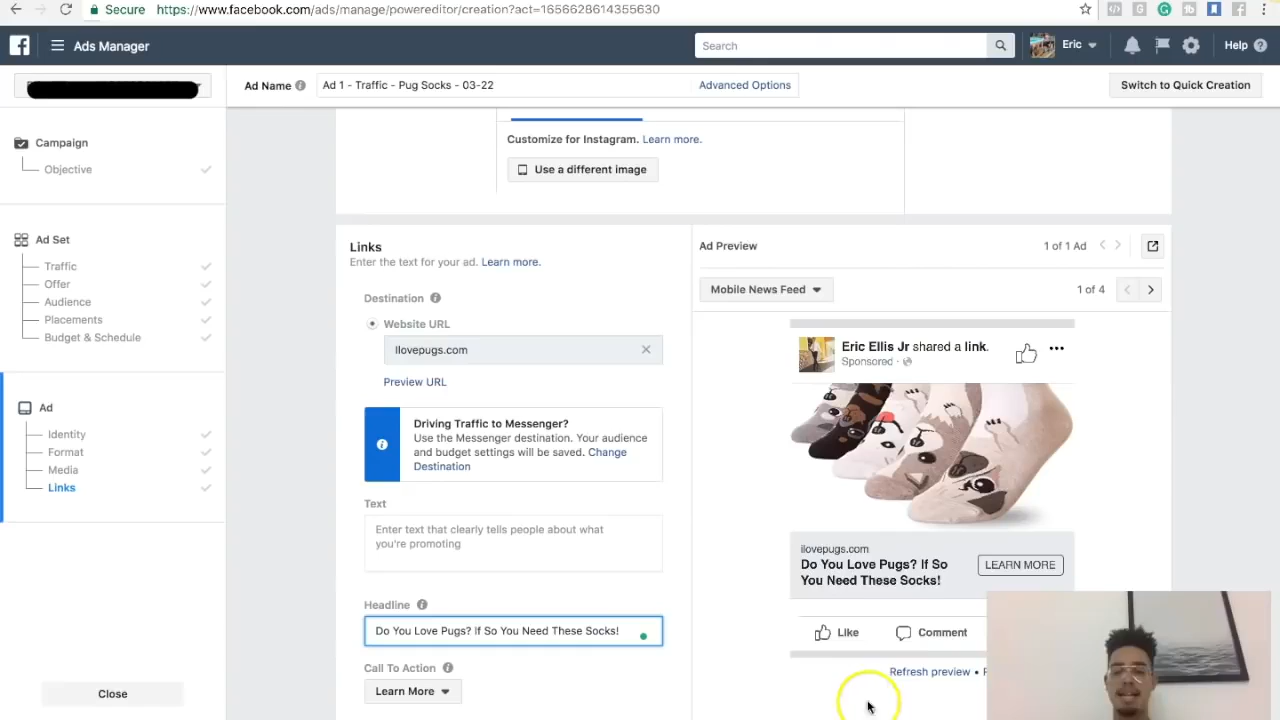 Secure
https://www.facebook.com/ads/manage/powereditor/creation?act=1656628614355630
Ads Manager
Search
Eric
Help
Ad Name
Ad 1 - Traffic - Pug Socks - 03-22
Advanced Options
Switch to Quick Creation
Campaign
Objective
Ad Set
Traffic
Offer
Audience
Placements
Budget & Schedule
Ad
Identity
Format
Media
Links
Close
Customize for Instagram. Learn more.
Use a different image
Links
Enter the text for your ad. Learn more.
Destination
Website URL
Ilovepugs.com
Preview URL
Driving Traffic to Messenger?
Use the Messenger destination. Your audience
and budget settings will be saved. Change
Destination
Text
Enter text that clearly tells people about what
you're promoting
Headline
Do You Love Pugs? If So You Need These Socks!
Call To Action
Learn More
Ad Preview
1 of 1 Ad
Mobile News Feed
1 of 4
Eric Ellis Jr shared a link.
Sponsored ·
ilovepugs.com
Do You Love Pugs? If So
You Need These Socks!
LEARN MORE
Like
Comment
Refresh preview •